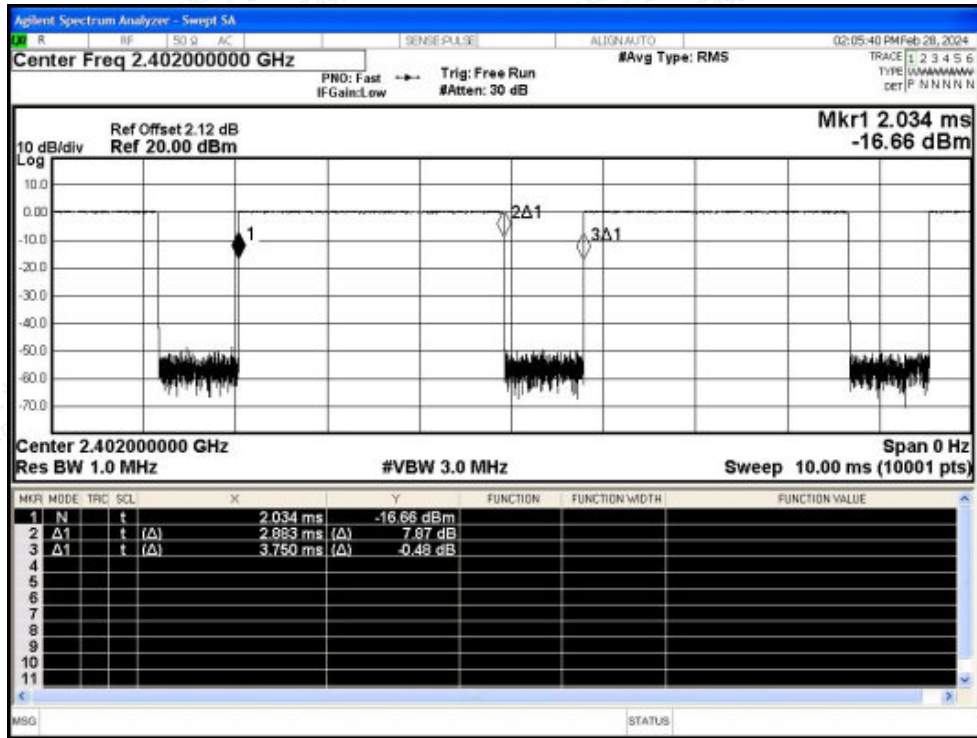 Agilent Spectrum Analyzer - Swept SA
R RF 50 Ω AC SENSE:PULSE ALIGN AUTO 02:05:40 PM Feb 28, 2024
Center Freq 2.402000000 GHz #Avg Type: RMS TRACE 1 2 3 4 5 6
PNO: Fast Trig: Free Run TYPE
IFGain:Low #Atten: 30 dB DET P N N N N N
Mkr1 2.034 ms
Ref Offset 2.12 dB -16.66 dBm
10 dB/div Ref 20.00 dBm
Log
10.0
0.00
2Δ1
-10.0
1
3Δ1
-20.0
-30.0
-40.0
-50.0
-60.0
-70.0
Center 2.402000000 GHz Span 0 Hz
Res BW 1.0 MHz #VBW 3.0 MHz Sweep 10.00 ms (10001 pts)
MKR MODE TRC SCL X Y FUNCTION FUNCTION WIDTH FUNCTION VALUE
1 N t 2.034 ms -16.66 dBm
2 Δ1 t (Δ) 2.883 ms (Δ) 7.87 dB
3 Δ1 t (Δ) 3.750 ms (Δ) -0.48 dB
4
5
6
7
8
9
10
11
MSG STATUS